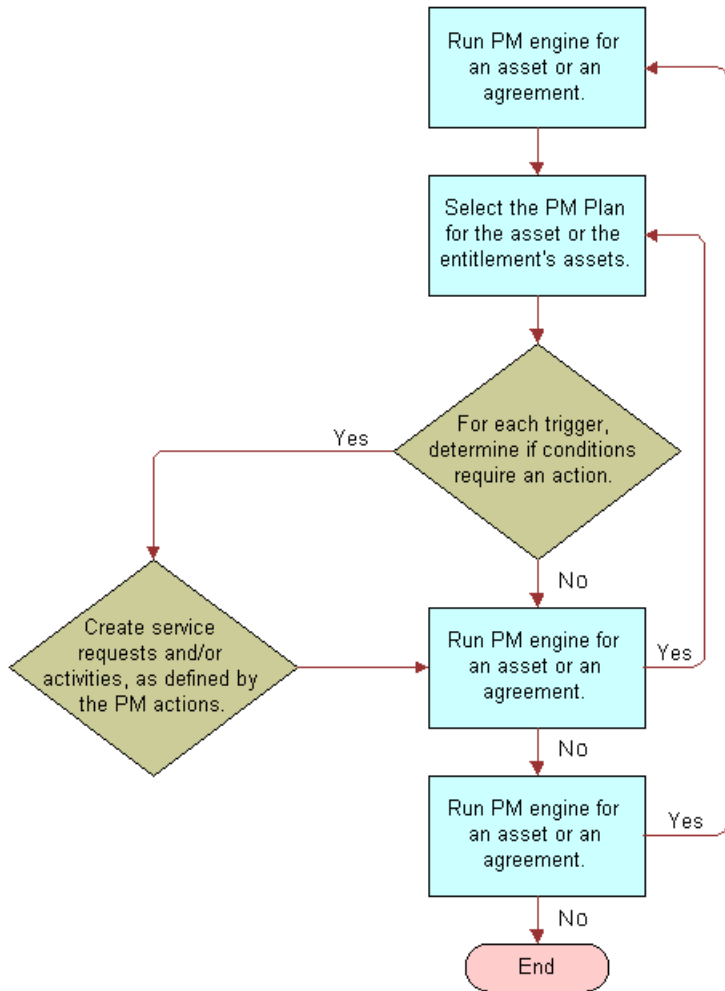 Run PM engine for
an asset or an
agreement.
Select the PM Plan
for the asset or the
entitlement's assets.
For each trigger,
determine if conditions
require an action.
Yes
No
Create service
requests and/or
activities, as defined by
the PM actions.
Run PM engine for
an asset or an
agreement.
Yes
No
Run PM engine for
an asset or an
agreement.
Yes
No
End